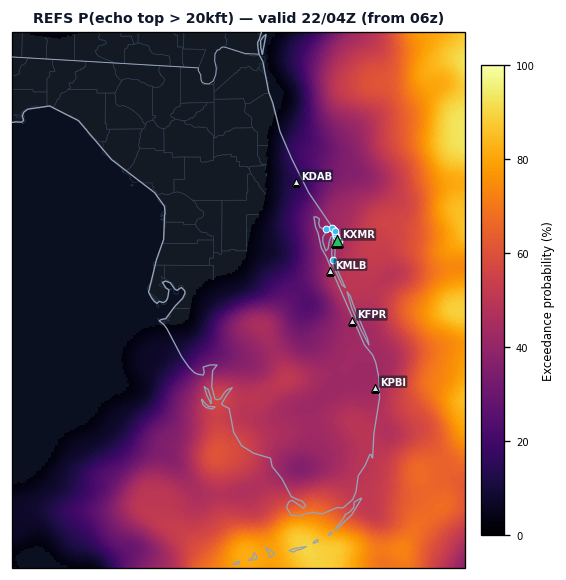 REFS P(echo top > 20kft) — valid 22/04Z (from 06z)
KDAB
KXMR
KMLB
KFPR
KPBI
100
80
60
40
20
0
Exceedance probability (%)